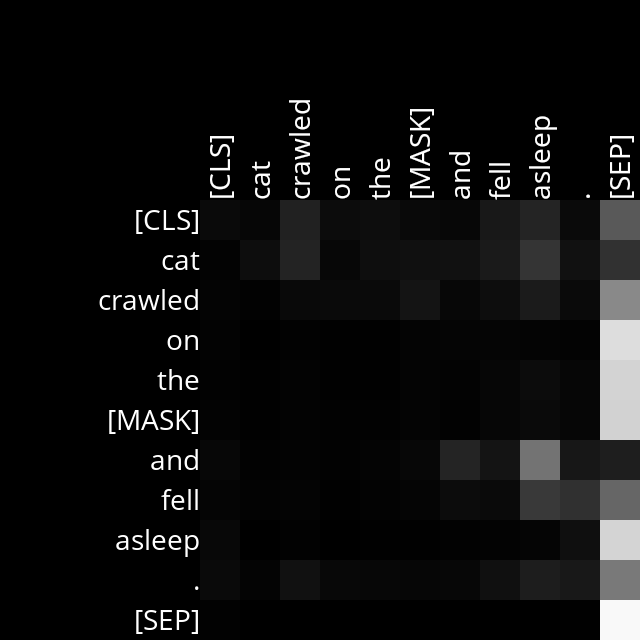 [CLS] cat crawled on the [MASK] and fell asleep . [SEP]
[CLS]
cat
crawled
on
the
[MASK]
and
fell
asleep
.
[SEP]